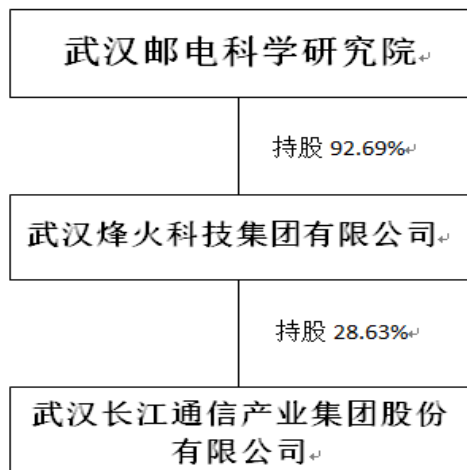 武汉邮电科学研究院
持股 92.69%
武汉烽火科技集团有限公司
持股 28.63%
武汉长江通信产业集团股份
有限公司